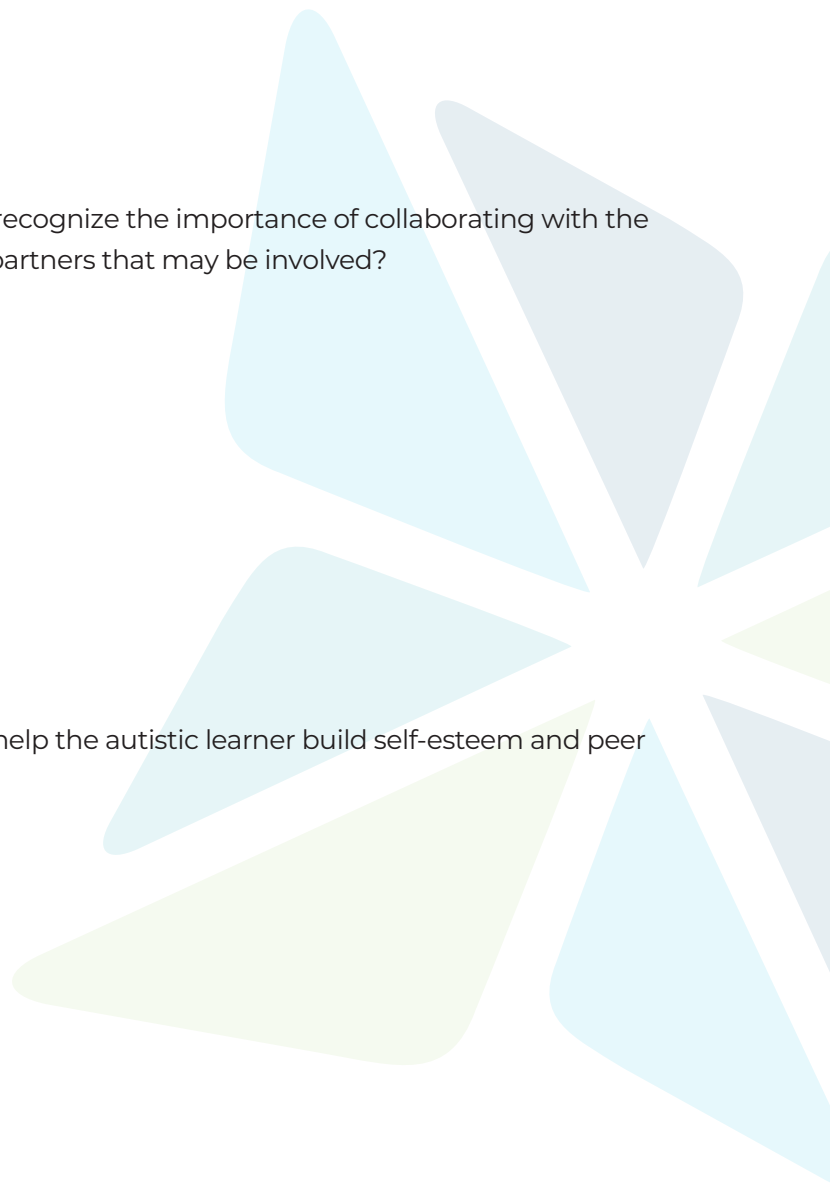 recognize the importance of collaborating with the
partners that may be involved?
help the autistic learner build self-esteem and peer